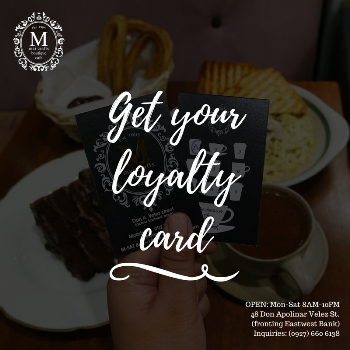 M
Get your
loyalty
card
OPEN: Mon-Sat 8AM-10PM
48 Don Apolinar Velez St.
(fronting Eastwest Bank)
Inquiries: (0927) 660 6138